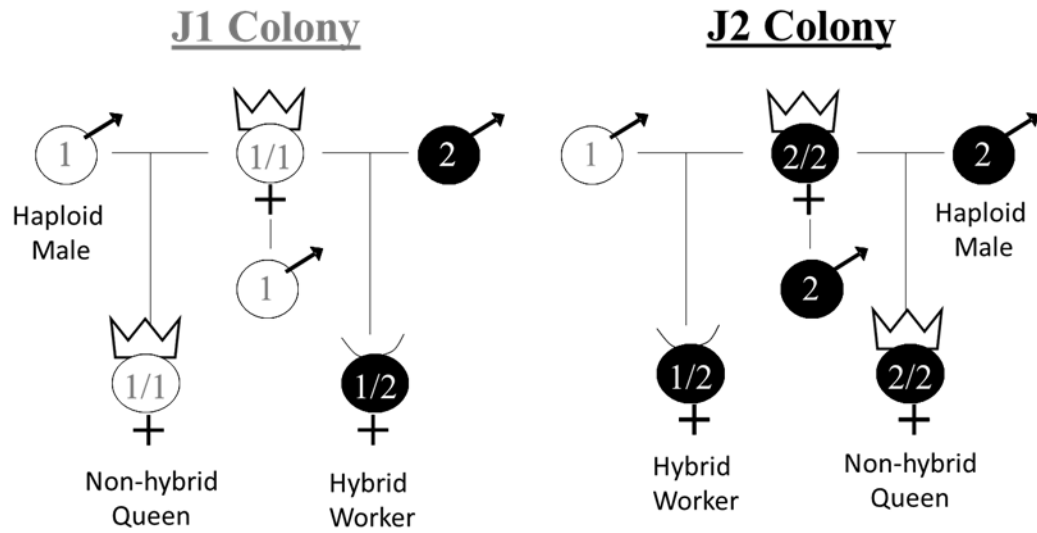 J1 Colony
1
1/1
2
Haploid
Male
1
1/1
1/2
Non-hybrid
Queen
Hybrid
Worker
J2 Colony
1
2/2
2
Haploid
Male
2
1/2
2/2
Hybrid
Worker
Non-hybrid
Queen